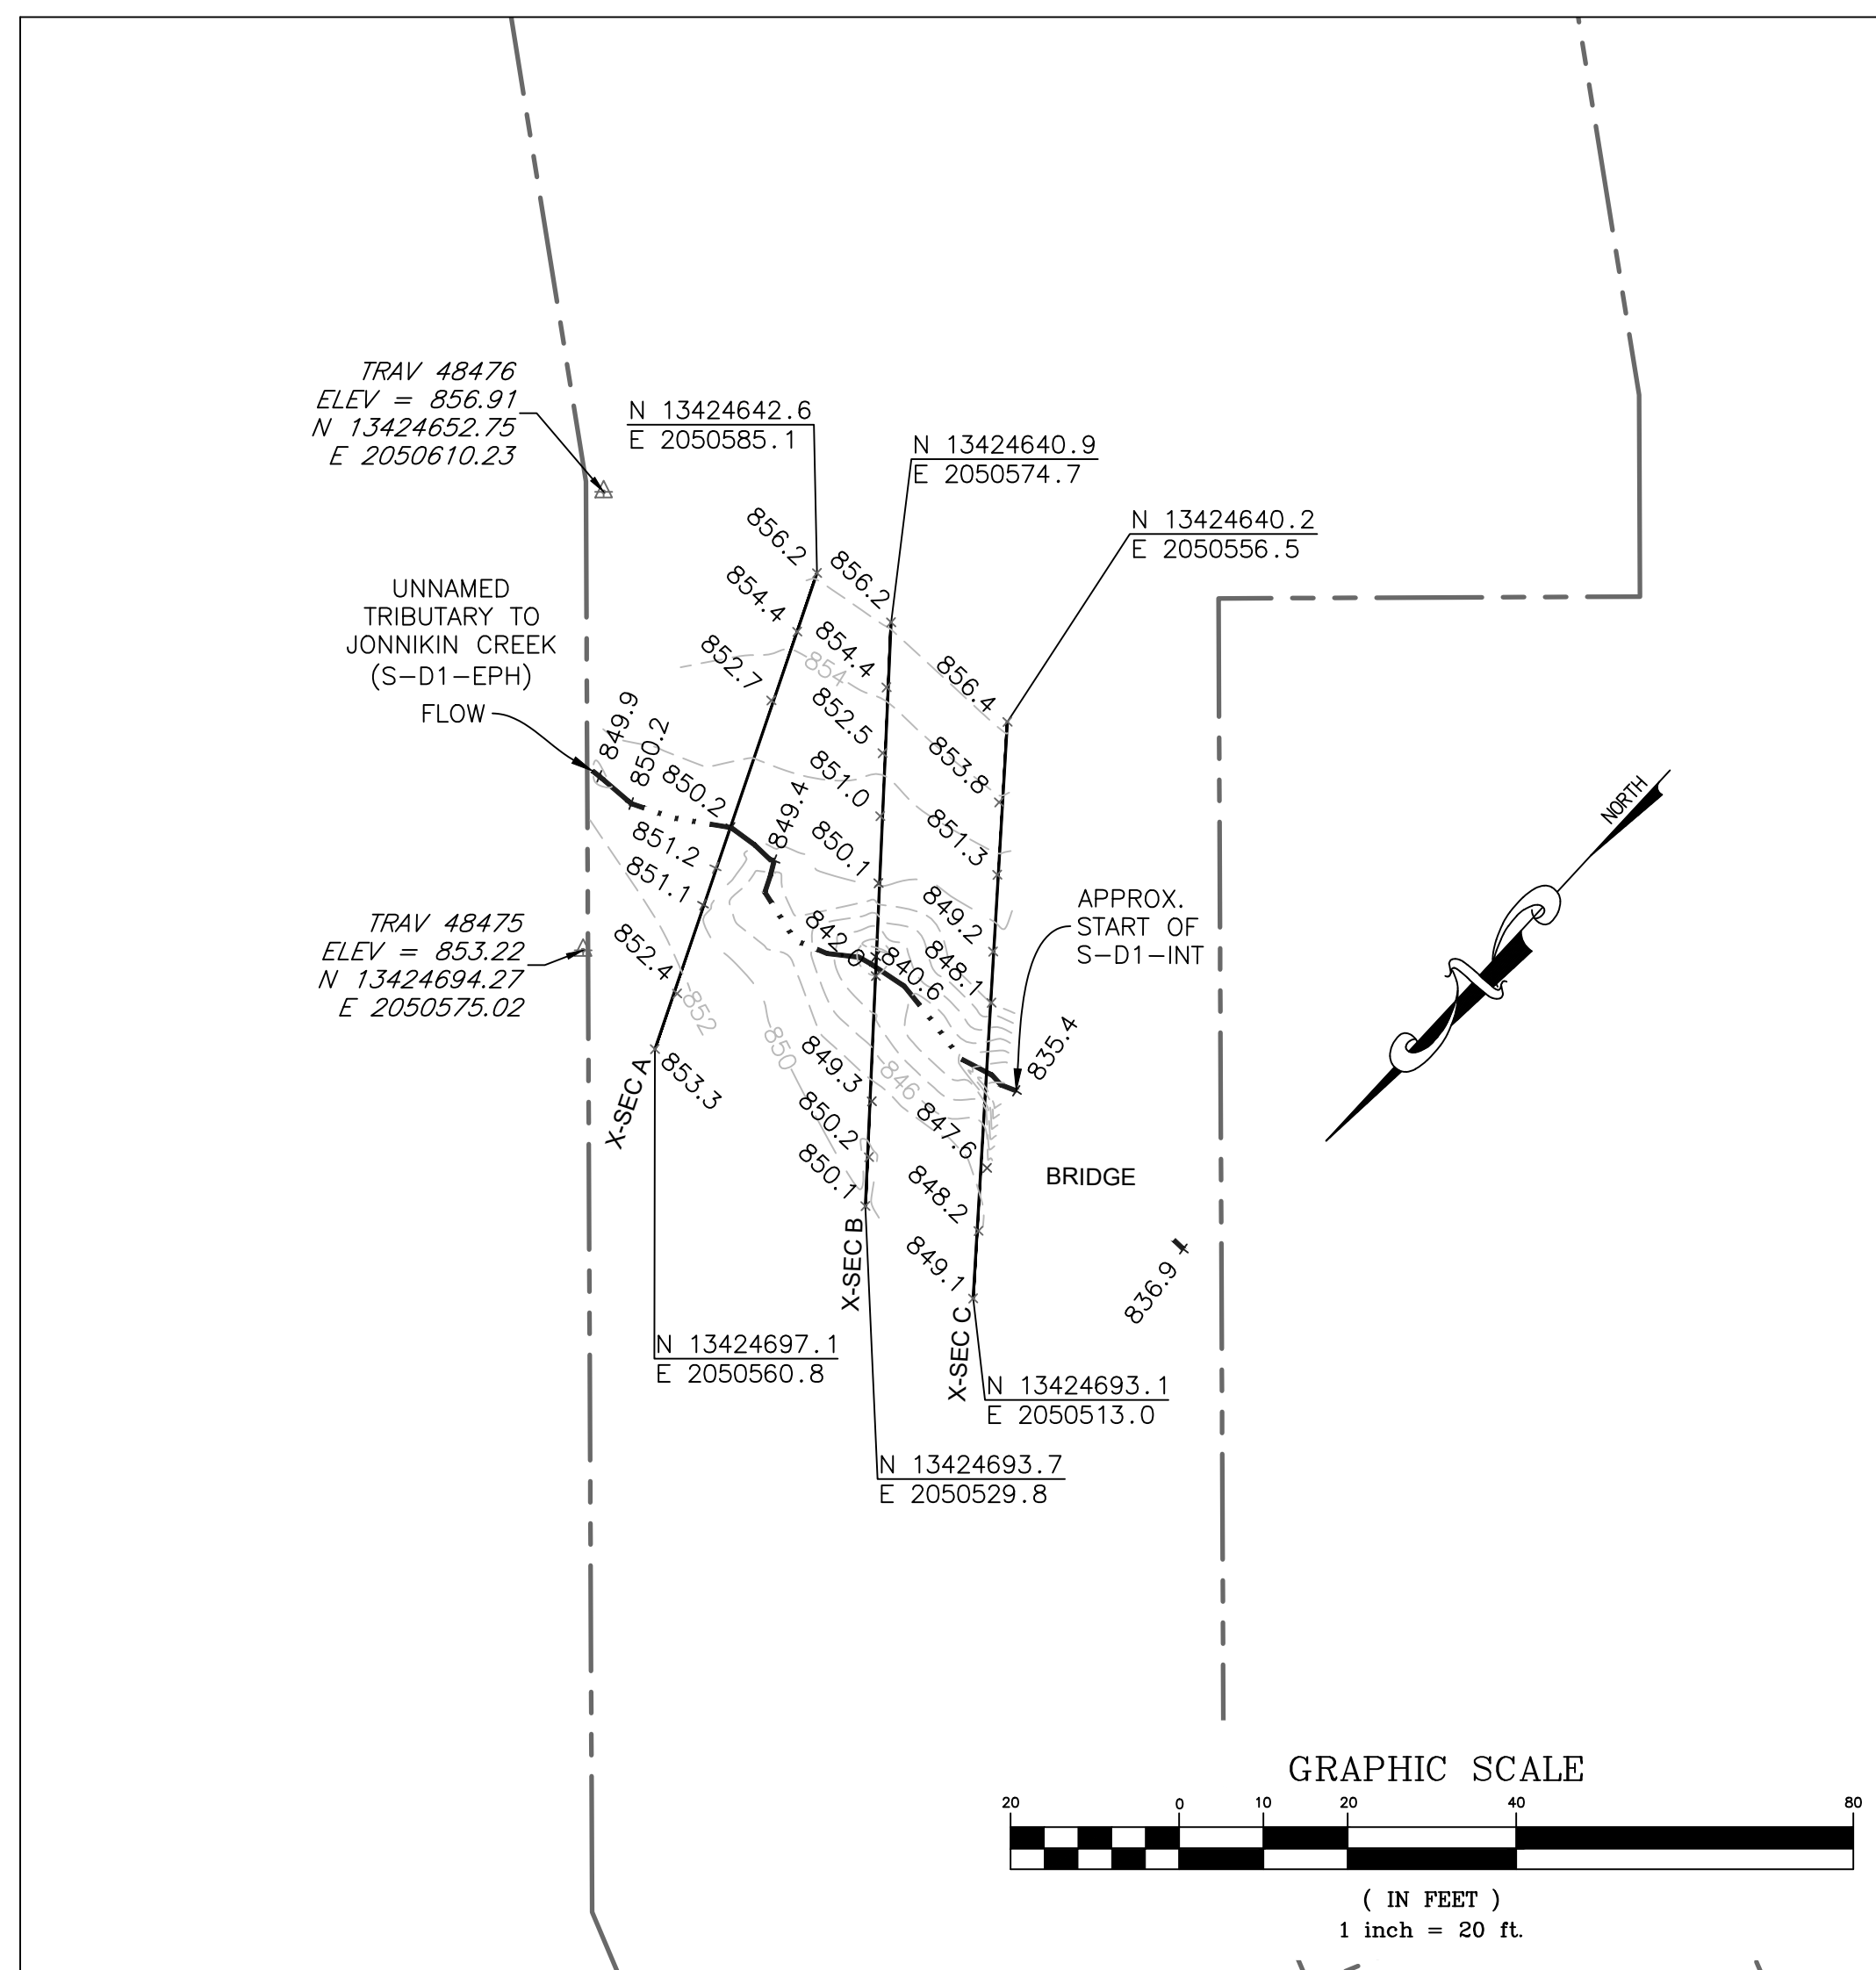 TRAV 48476
ELEV = 856.91
N 13424652.75
E 2050610.23
N 13424642.6
E 2050585.1
N 13424640.9
E 2050574.7
N 13424640.2
E 2050556.5
UNNAMED
TRIBUTARY TO
JONNIKIN CREEK
(S-D1-EPH)
FLOW
849.9
850.2
856.2
854.4
852.7
850.2
851.2
851.1
852.4
853.3
849.4
856.2
854.4
852.5
851.0
850.1
840.6
849.3
850.2
850.1
856.4
853.8
851.3
849.2
848.1
847.6
848.2
849.1
835.4
836.9
854
852
850
846
TRAV 48475
ELEV = 853.22
N 13424694.27
E 2050575.02
APPROX.
START OF
S-D1-INT
NORTH
BRIDGE
X-SEC A
X-SEC B
X-SEC C
N 13424697.1
E 2050560.8
N 13424693.1
E 2050513.0
N 13424693.7
E 2050529.8
GRAPHIC SCALE
20 0 10 20 40 80
( IN FEET )
1 inch = 20 ft.